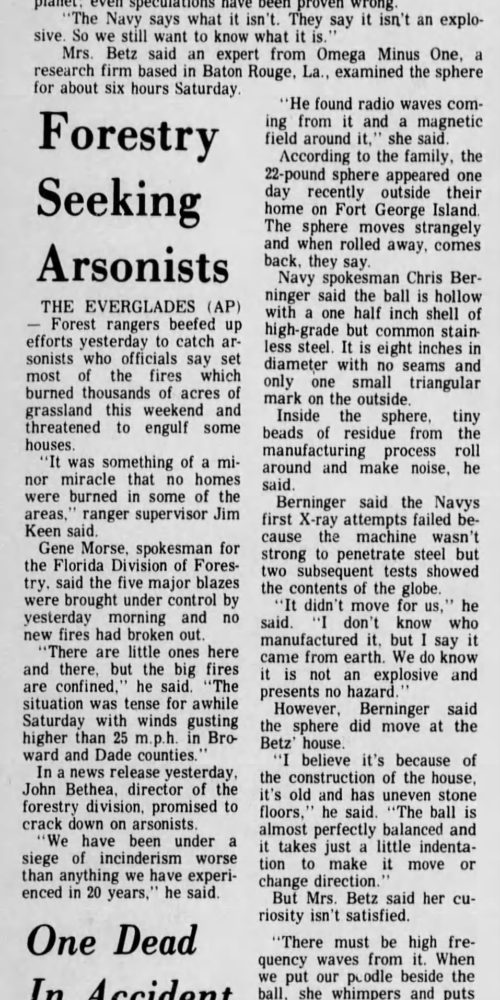 planet; even speculations have been proven wrong.
"The Navy says what it isn't. They say it isn't an explo-
sive. So we still want to know what it is."
Mrs. Betz said an expert from Omega Minus One, a
research firm based in Baton Rouge, La., examined the sphere
for about six hours Saturday.
"He found radio waves com-
ing from it and a magnetic
field around it," she said.
According to the family, the
22-pound sphere appeared one
day recently outside their
home on Fort George Island.
The sphere moves strangely
and when rolled away, comes
back, they say.
Navy spokesman Chris Ber-
ninger said the ball is hollow
with a one half inch shell of
high-grade but common stain-
less steel. It is eight inches in
diameter with no seams and
only one small triangular
mark on the outside.
Inside the sphere, tiny
beads of residue from the
manufacturing process roll
around and make noise, he
said.
Berninger said the Navys
first X-ray attempts failed be-
cause the machine wasn't
strong to penetrate steel but
two subsequent tests showed
the contents of the globe.
"It didn't move for us," he
said. "I don't know who
manufactured it, but I say it
came from earth. We do know
it is not an explosive and
presents no hazard."
However, Berninger said
the sphere did move at the
Betz' house.
"I believe it's because of
the construction of the house,
it's old and has uneven stone
floors," he said. "The ball is
almost perfectly balanced and
it takes just a little indenta-
tion to make it move or
change direction."
But Mrs. Betz said her cu-
riosity isn't satisfied.
"There must be high fre-
quency waves from it. When
we put our poodle beside the
ball, she whimpers and puts
Forestry
Seeking
Arsonists
THE EVERGLADES (AP)
— Forest rangers beefed up
efforts yesterday to catch ar-
sonists who officials say set
most of the fires which
burned thousands of acres of
grassland this weekend and
threatened to engulf some
houses.
"It was something of a mi-
nor miracle that no homes
were burned in some of the
areas," ranger supervisor Jim
Keen said.
Gene Morse, spokesman for
the Florida Division of Fores-
try, said the five major blazes
were brought under control by
yesterday morning and no
new fires had broken out.
"There are little ones here
and there, but the big fires
are confined," he said. "The
situation was tense for awhile
Saturday with winds gusting
higher than 25 m.p.h. in Bro-
ward and Dade counties."
In a news release yesterday,
John Bethea, director of the
forestry division, promised to
crack down on arsonists.
"We have been under a
siege of incinderism worse
than anything we have experi-
enced in 20 years," he said.
One Dead
In Accident